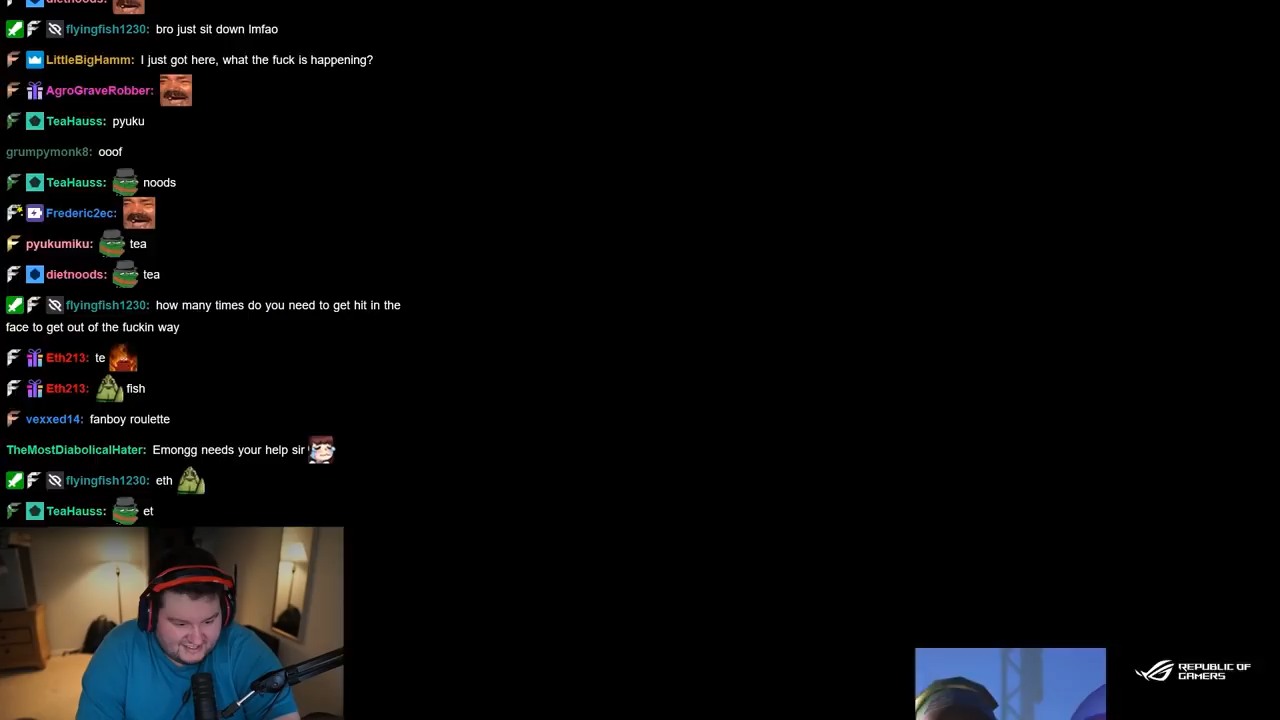 dietnoods:
flyingfish1230: bro just sit down lmfao
LittleBigHamm: I just got here, what the fuck is happening?
AgroGraveRobber:
TeaHauss: pyuku
grumpymonk8: ooof
TeaHauss: noods
Frederic2ec:
pyukumiku: tea
dietnoods: tea
flyingfish1230: how many times do you need to get hit in the
face to get out of the fuckin way
Eth213: te
Eth213: fish
vexxed14: fanboy roulette
TheMostDiabolicalHater: Emongg needs your help sir
flyingfish1230: eth
TeaHauss: et
REPUBLIC OF
GAMERS